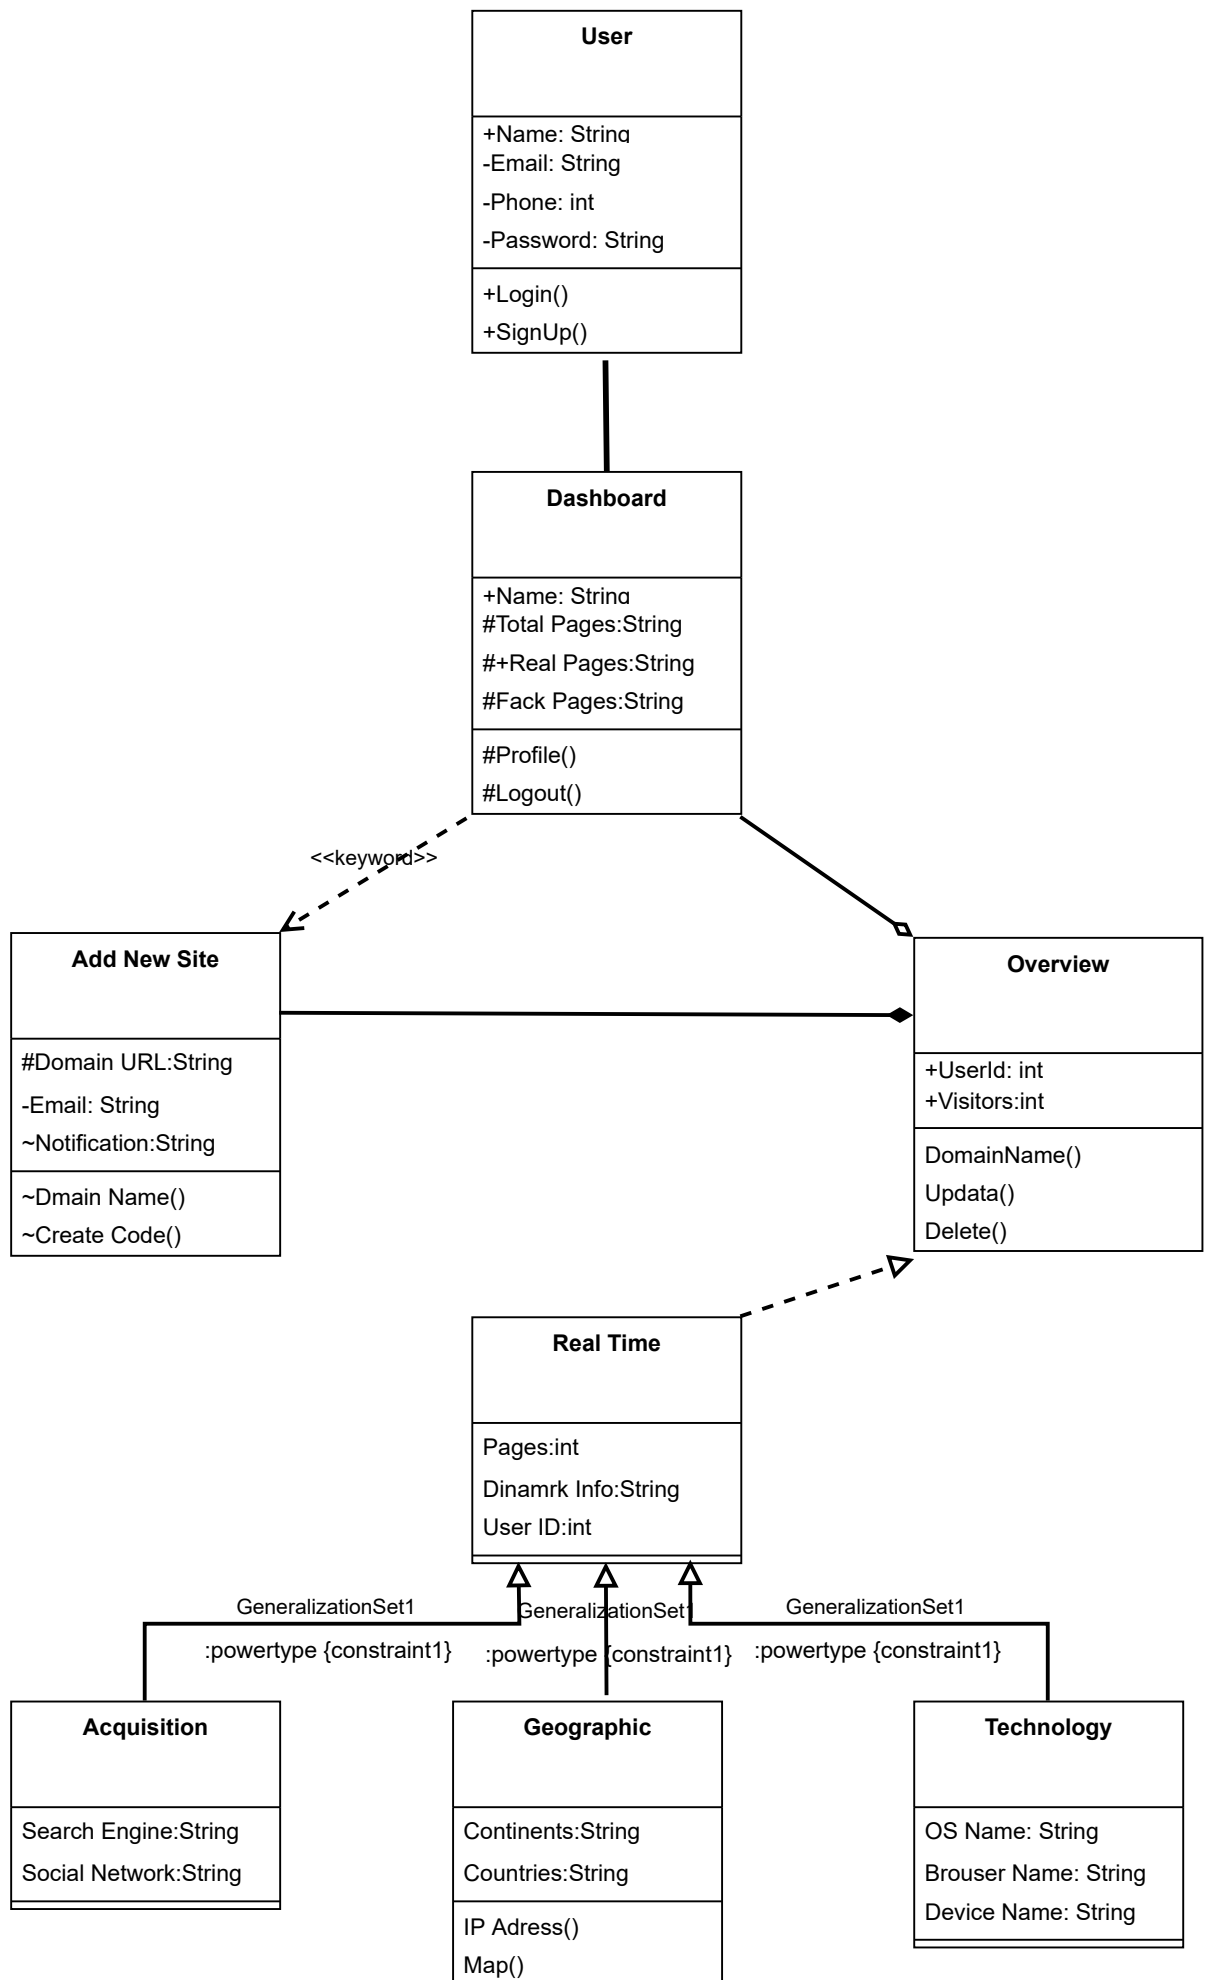 User
+Name: String
-Email: String
-Phone: int
-Password: String
+Login()
+SignUp()
Dashboard
+Name: String
#Total Pages:String
#+Real Pages:String
#Fack Pages:String
#Profile()
#Logout()
<<keyword>>
Add New Site
#Domain URL:String
-Email: String
~Notification:String
~Dmain Name()
~Create Code()
Overview
+UserId: int
+Visitors:int
DomainName()
Updata()
Delete()
Real Time
Pages:int
Dinamrk Info:String
User ID:int
GeneralizationSet1
:powertype {constraint1}
GeneralizationSet1
:powertype {constraint1}
GeneralizationSet1
:powertype {constraint1}
Acquisition
Search Engine:String
Social Network:String
Geographic
Continents:String
Countries:String
IP Adress()
Map()
Technology
OS Name: String
Brouser Name: String
Device Name: String